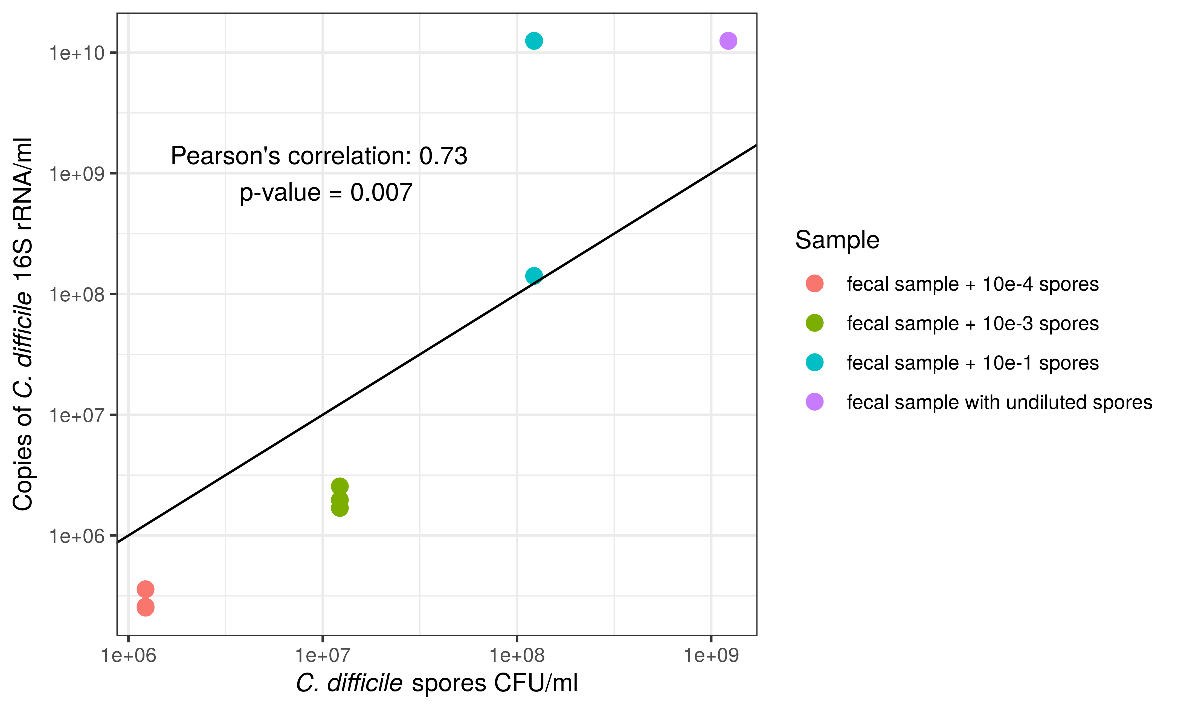 1e+10
1e+09
1e+08
1e+07
1e+06
Copies of C. difficile 16S rRNA/ml
Pearson's correlation: 0.73
p-value = 0.007
1e+06 1e+07 1e+08 1e+09
C. difficile spores CFU/ml
Sample
fecal sample + 10e-4 spores
fecal sample + 10e-3 spores
fecal sample + 10e-1 spores
fecal sample with undiluted spores